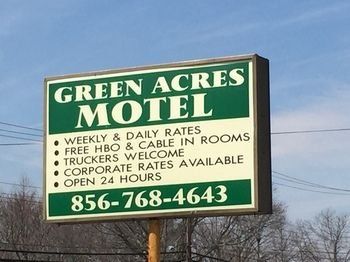 GREEN ACRES
MOTEL
• WEEKLY & DAILY RATES
• FREE HBO & CABLE IN ROOMS
• TRUCKERS WELCOME
• CORPORATE RATES AVAILABLE
• OPEN 24 HOURS
856-768-4643